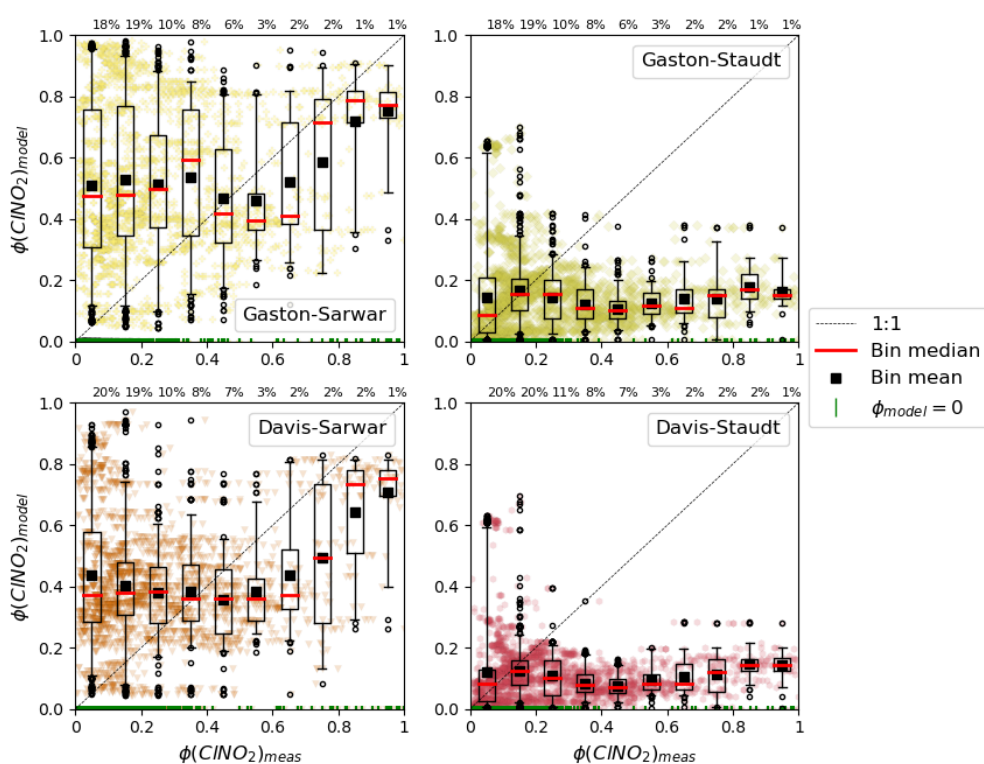 18% 19% 10% 8% 6% 3% 2% 2% 1% 1%
1.0
0.8
0.6
0.4
0.2
0.0
ϕ(ClNO₂)ₘₒdₑₗ
Gaston-Sarwar
0 0.2 0.4 0.6 0.8 1
18% 19% 10% 8% 6% 3% 2% 2% 1% 1%
1.0
0.8
0.6
0.4
0.2
0.0
Gaston-Staudt
0 0.2 0.4 0.6 0.8 1
1:1
Bin median
Bin mean
ϕmodel = 0
20% 19% 10% 8% 7% 3% 2% 2% 2% 1%
1.0
0.8
0.6
0.4
0.2
0.0
ϕ(ClNO₂)model
Davis-Sarwar
0 0.2 0.4 0.6 0.8 1
ϕ(ClNO₂)meas
20% 20% 11% 8% 7% 3% 2% 2% 2% 1%
1.0
0.8
0.6
0.4
0.2
0.0
Davis-Staudt
0 0.2 0.4 0.6 0.8 1
ϕ(ClNO₂)meas